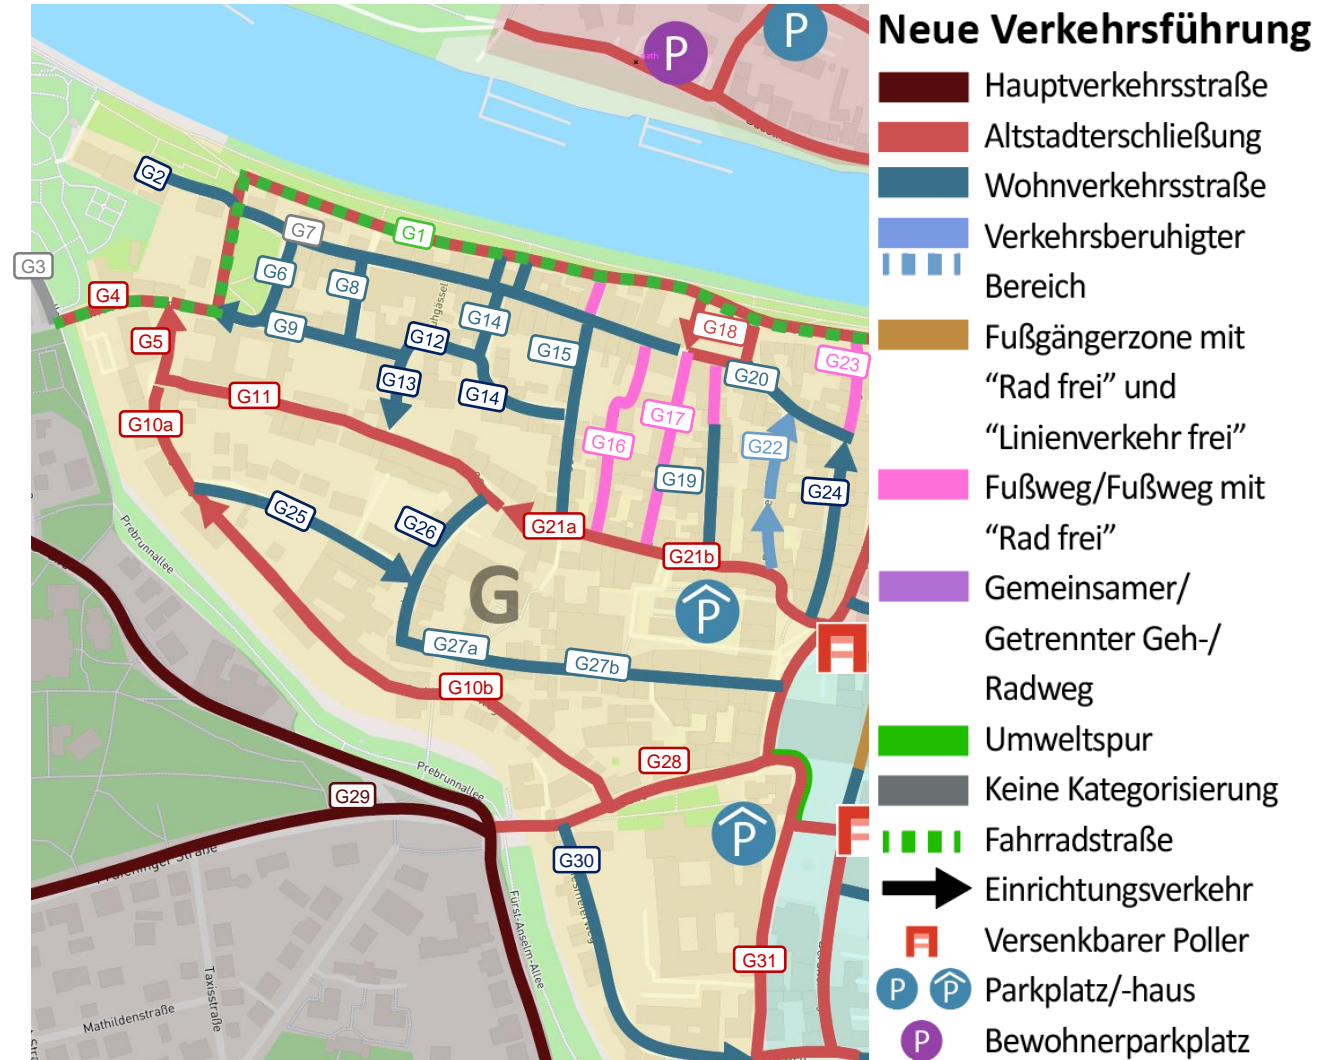 Neue Verkehrsführung
Hauptverkehrsstraße
Altstadterschließung
Wohnverkehrsstraße
Verkehrsberuhigter
Bereich
Fußgängerzone mit
“Rad frei” und
“Linienverkehr frei”
Fußweg/Fußweg mit
“Rad frei”
Gemeinsamer/
Getrennter Geh-/
Radweg
Umweltspur
Keine Kategorisierung
Fahrradstraße
Einrichtungsverkehr
Versenkbarer Poller
P
P
Parkplatz/-haus
P
Bewohnerparkplatz
P
P
G2
G7
G1
G3
G4
G6
G8
G5
G9
G12
G14
G15
G18
G23
G20
G13
G14
G11
G10a
G16
G17
G22
G19
G24
G25
G26
G21a
G21b
G
P
G27a
G27b
G10b
G28
G29
P
G30
G31
Prebrunnallee
Prebrunnallee
Fürst-Anselm-Allee
Taxisstraße
Mathildenstraße